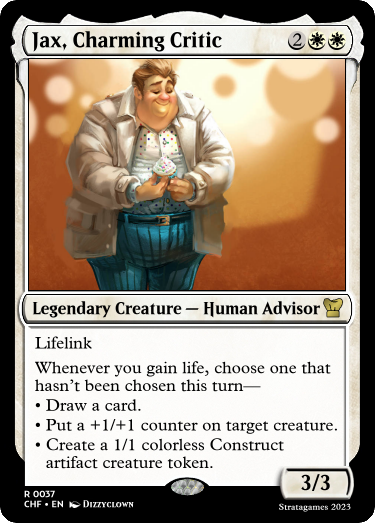 Jax, Charming Critic 2
Legendary Creature — Human Advisor
Lifelink
Whenever you gain life, choose one that
hasn't been chosen this turn—
• Draw a card.
• Put a +1/+1 counter on target creature.
• Create a 1/1 colorless Construct
artifact creature token.
3/3
R 0037
CHF • EN Dizzyclown
Stratagames 2023